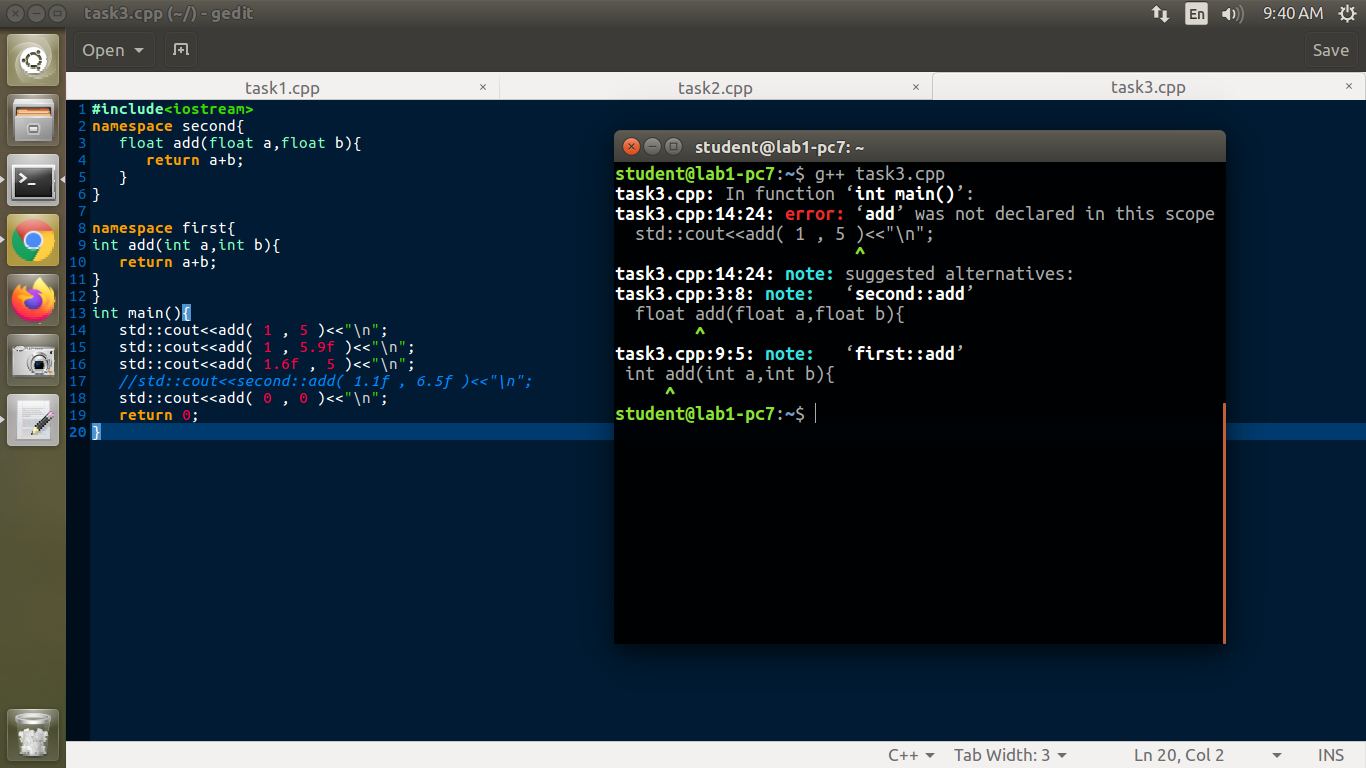 task3.cpp (~/) - gedit
En
9:40 AM
Open
Save
task1.cpp ×
task2.cpp ×
task3.cpp ×
1 #include<iostream>
2 namespace second{
3 float add(float a,float b){
4 return a+b;
5 }
6 }
7
8 namespace first{
9 int add(int a,int b){
10 return a+b;
11 }
12 }
13 int main(){
14 std::cout<<add( 1 , 5 )<<"\n";
15 std::cout<<add( 1 , 5.9f )<<"\n";
16 std::cout<<add( 1.6f , 5 )<<"\n";
17 //std::cout<<second::add( 1.1f , 6.5f )<<"\n";
18 std::cout<<add( 0 , 0 )<<"\n";
19 return 0;
20 }
student@lab1-pc7: ~
student@lab1-pc7:~$ g++ task3.cpp
task3.cpp: In function ‘int main()’:
task3.cpp:14:24: error: ‘add’ was not declared in this scope
std::cout<<add( 1 , 5 )<<"\n";
^
task3.cpp:14:24: note: suggested alternatives:
task3.cpp:3:8: note: ‘second::add’
float add(float a,float b){
^
task3.cpp:9:5: note: ‘first::add’
int add(int a,int b){
^
student@lab1-pc7:~$
C++ Tab Width: 3 Ln 20, Col 2 INS